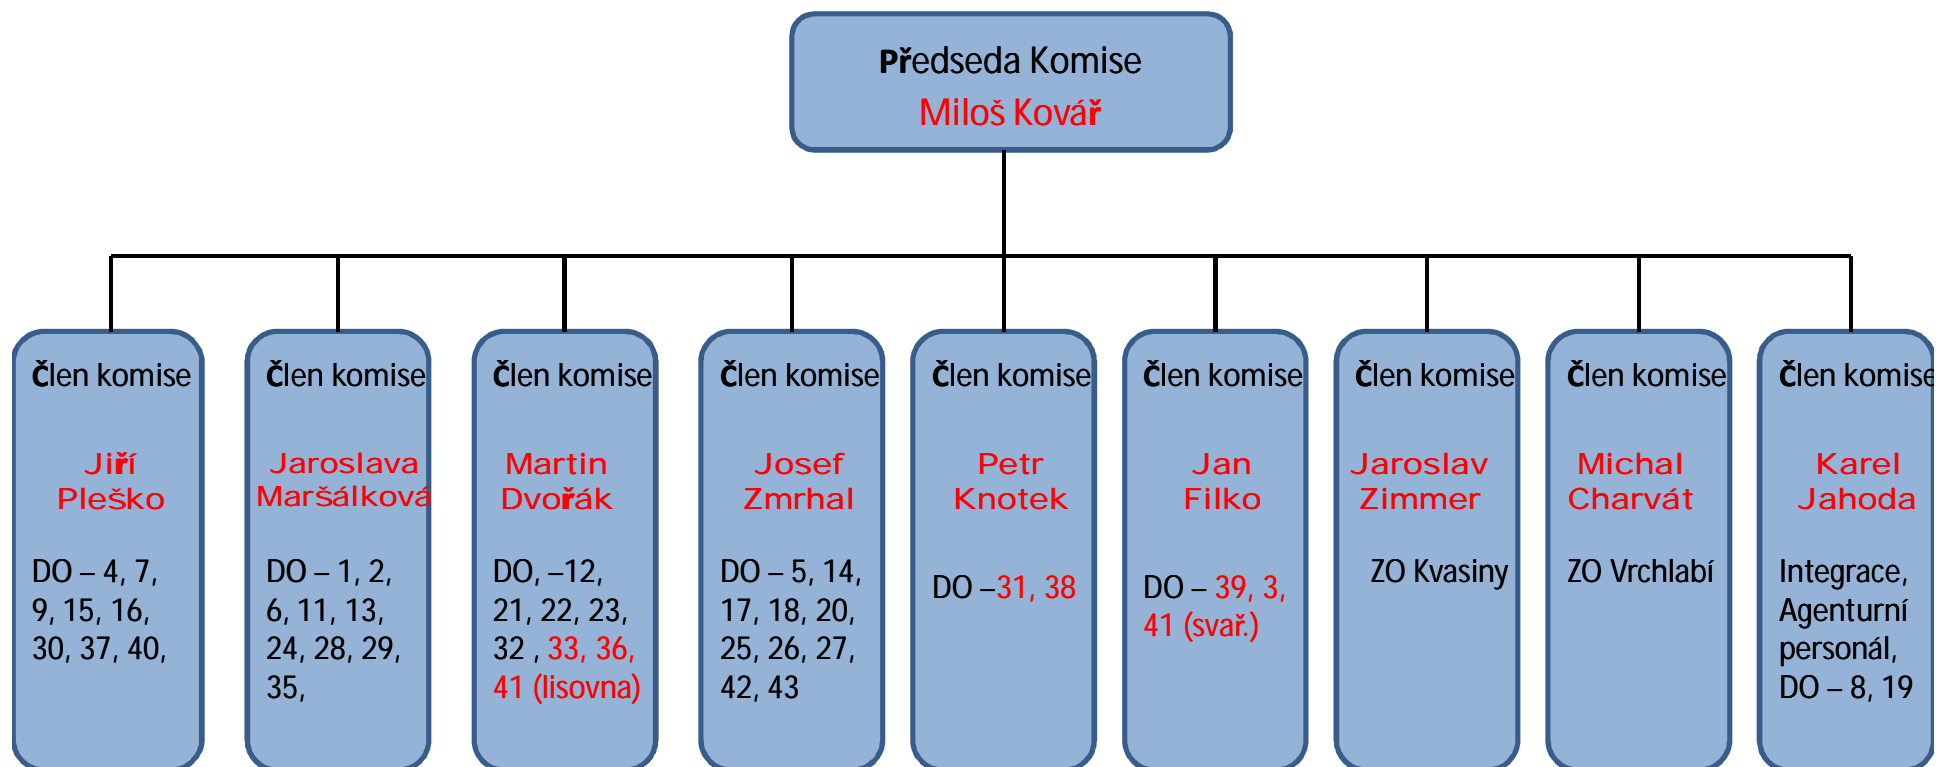 Předseda Komise
Miloš Kovář
Člen komise
Jiří
Pleško
DO – 4, 7,
9, 15, 16,
30, 37, 40,
Člen komise
Jaroslava
Maršálková
DO – 1, 2,
6, 11, 13,
24, 28, 29,
35,
Člen komise
Martin
Dvořák
DO, –12,
21, 22, 23,
32 , 33, 36,
41 (lisovna)
Člen komise
Josef
Zmrhal
DO – 5, 14,
17, 18, 20,
25, 26, 27,
42, 43
Člen komise
Petr
Knotek
DO –31, 38
Člen komise
Jan
Filko
DO – 39, 3,
41 (svař.)
Člen komise
Jaroslav
Zimmer
ZO Kvasiny
Člen komise
Michal
Charvát
ZO Vrchlabí
Člen komise
Karel
Jahoda
Integrace,
Agenturní
personál,
DO – 8, 19